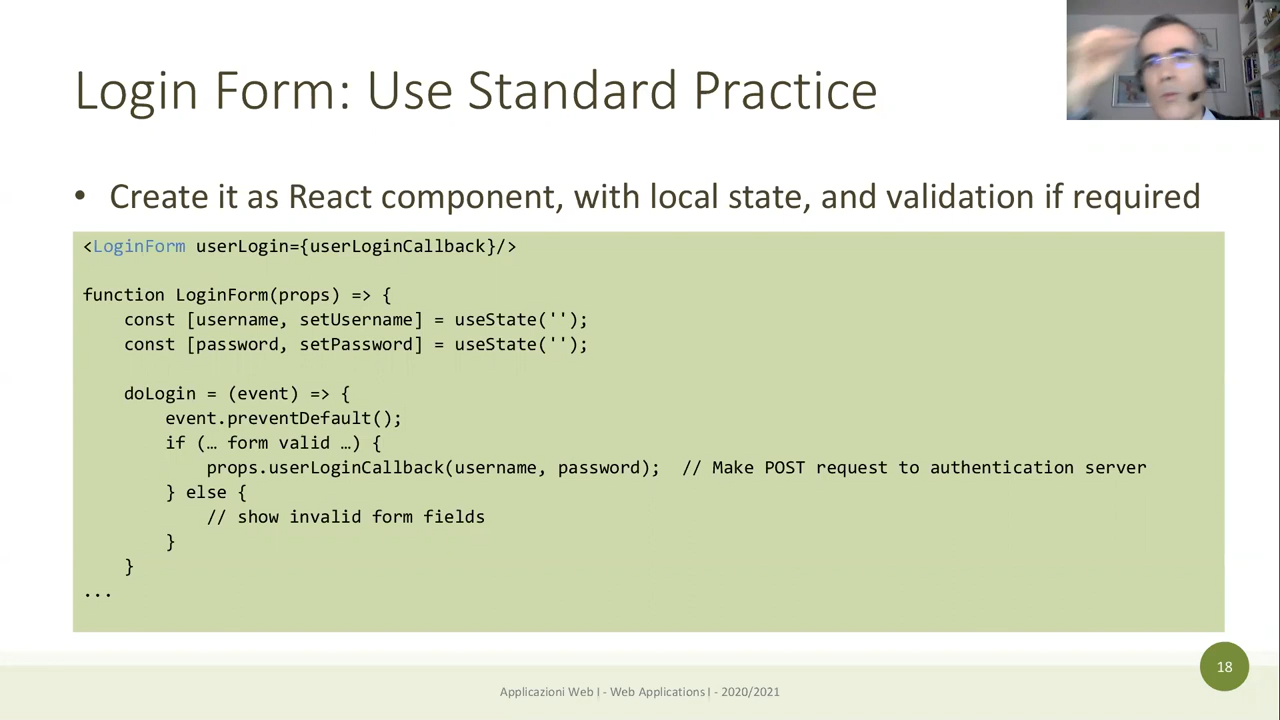 Login Form: Use Standard Practice
• Create it as React component, with local state, and validation if required
<LoginForm userLogin={userLoginCallback}/>
function LoginForm(props) => {
    const [username, setUsername] = useState('');
    const [password, setPassword] = useState('');
    doLogin = (event) => {
        event.preventDefault();
        if (… form valid …) {
            props.userLoginCallback(username, password);  // Make POST request to authentication server
        } else {
            // show invalid form fields
        }
    }
...
18
Applicazioni Web I - Web Applications I - 2020/2021